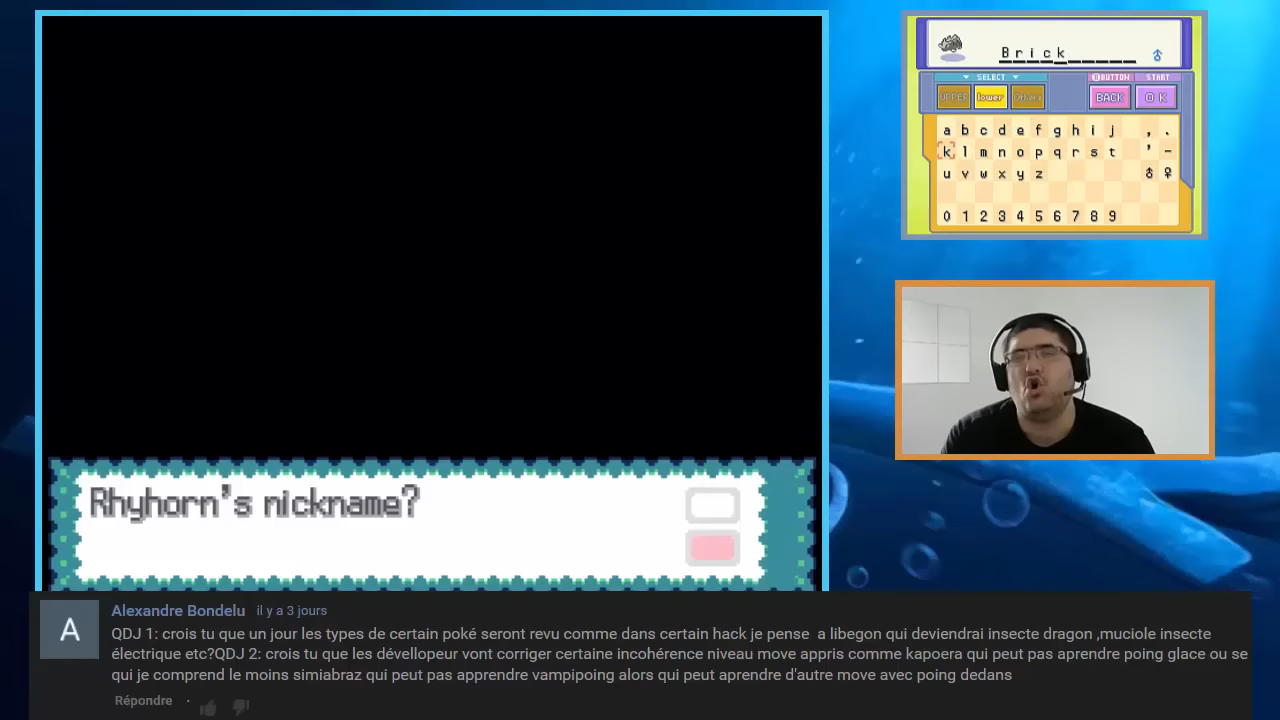 Brick
SELECT
BUTTON START
UPPER lower Others BACK OK
a b c d e f g h i j , .
k l m n o p q r s t ' -
u v w x y z ♂ ♀
0 1 2 3 4 5 6 7 8 9
Rhyhorn's nickname?
A
Alexandre Bondelu il y a 3 jours
QDJ 1: crois tu que un jour les types de certain poké seront revu comme dans certain hack je pense a libegon qui deviendrai insecte dragon ,muciole insecte
électrique etc?QDJ 2: crois tu que les dévellopeur vont corriger certaine incohérence niveau move appris comme kapoera qui peut pas aprendre poing glace ou se
qui je comprend le moins simiabraz qui peut pas apprendre vampipoing alors qui peut aprendre d'autre move avec poing dedans
Répondre ·